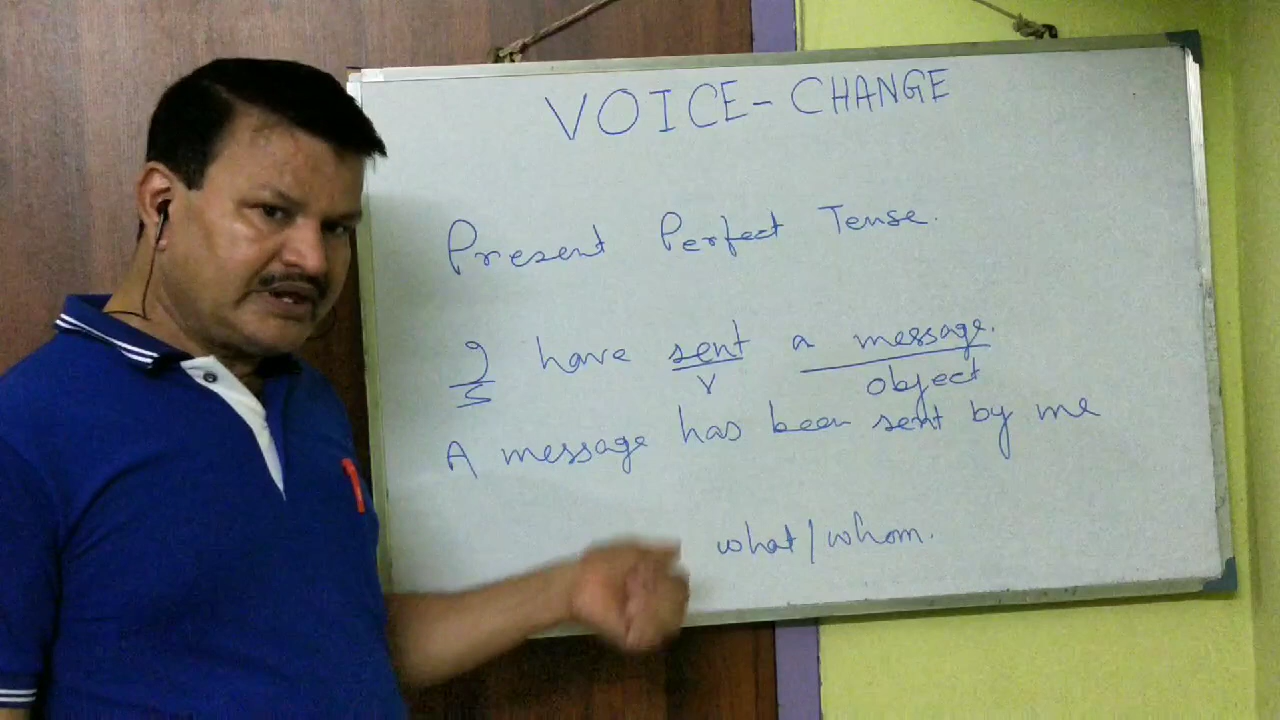 VOICE-CHANGE
Present Perfect Tense.
I have sent a message.
S V object
A message has been sent by me
what/whom.